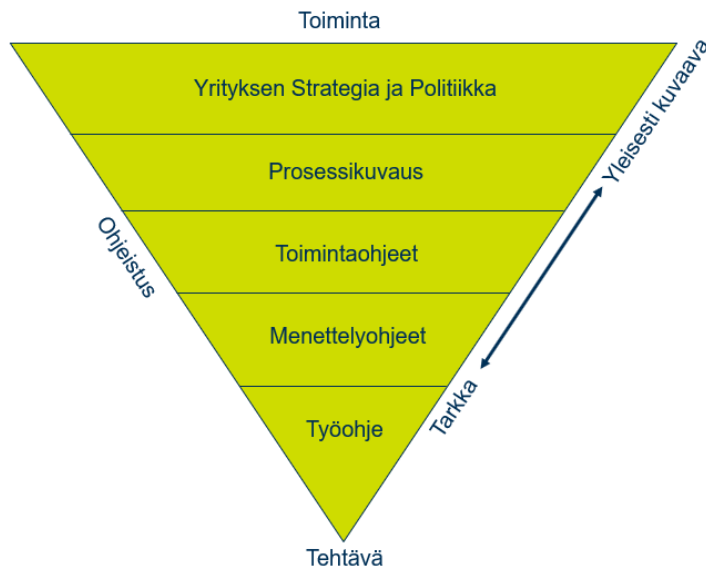 Toiminta
Yrityksen Strategia ja Politiikka
Yleisesti kuvaava
Prosessikuvaus
Ohjeistus
Toimintaohjeet
Menettelyohjeet
Tarkka
Työohje
Tehtävä